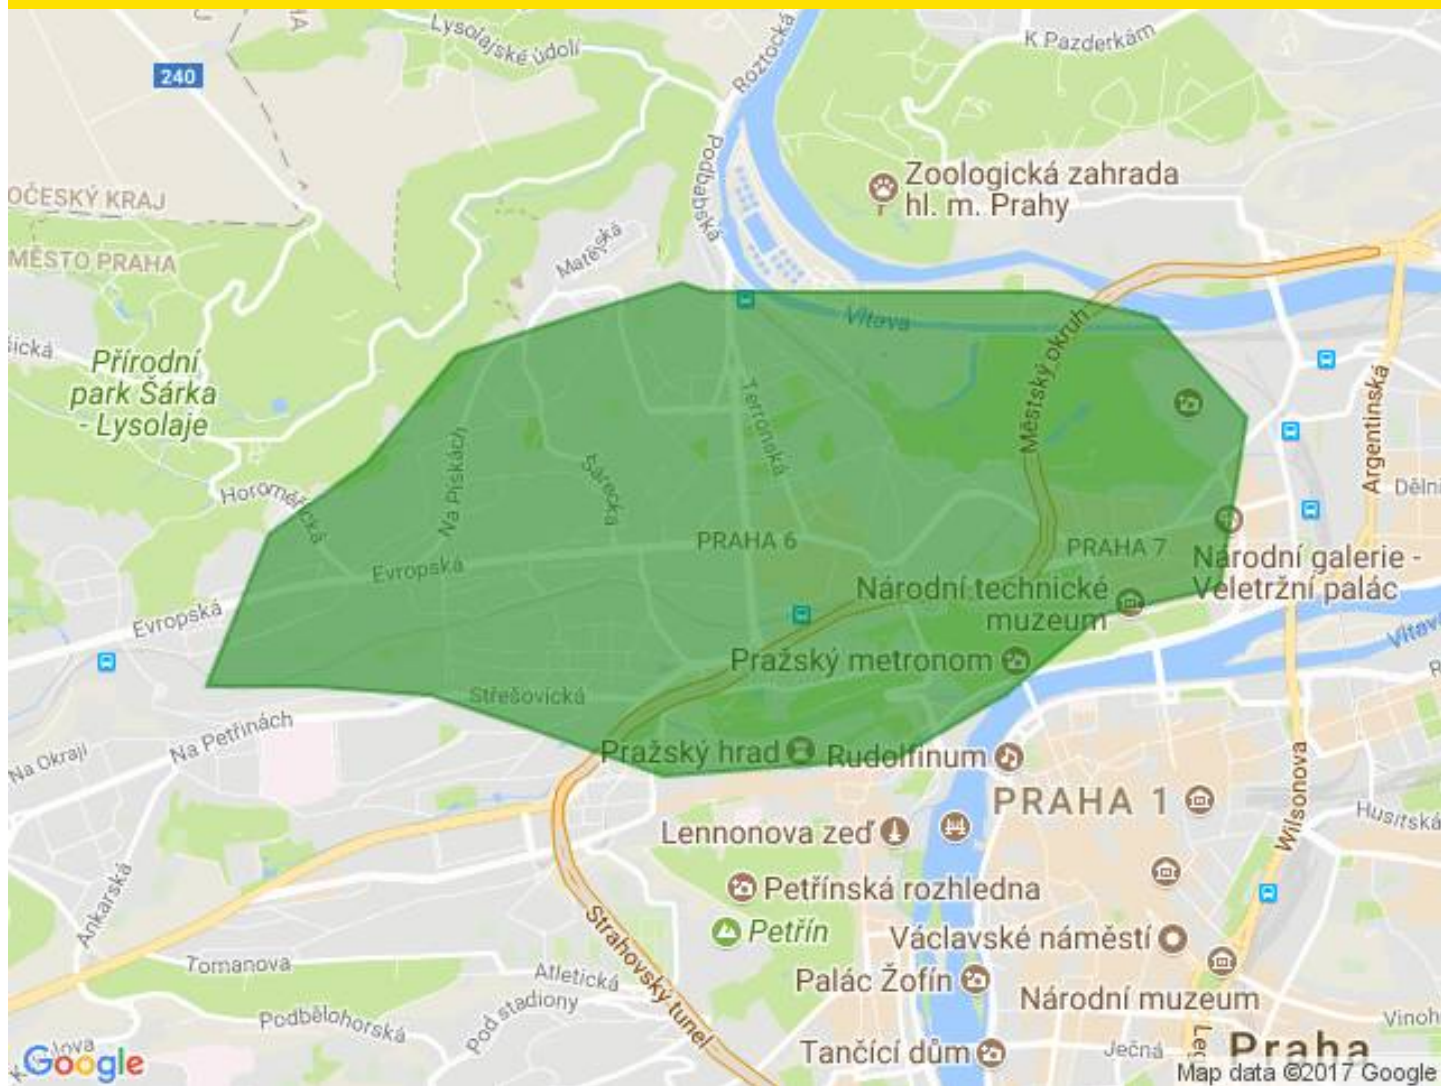 Lysolajské údolí
Roztocká
K Pazderkám
HA
240
Podbabská
Zoologická zahrada
hl. m. Prahy
OČESKÝ KRAJ
MĚSTO PRAHA
Matějská
Vltava
Městský okruh
šická
Přírodní
park Šárka
- Lysolaje
Terronská
Argentinská
Na Pískách
Šárecká
Horoměřická
Dělni
PRAHA 6
PRAHA 7
Národní galerie -
Veletržní palác
Evropská
Národní technické
muzeum
Evropská
Vltava
Pražský metronom
Střešovická
Na Petřinách
Na Okraji
Pražský hrad
Rudolfinum
PRAHA 1
Wilsonova
Husitská
Lennonova zeď
Petřínská rozhledna
Ankarská
Petřín
Václavské náměstí
Strahovský tunel
Tomanova
Atletická
Palác Žofín
Národní muzeum
Pod stadiony
Podbělohorská
Vinoh
Leg
Praha
Tančící dům
Ječná
Google
Map data ©2017 Google